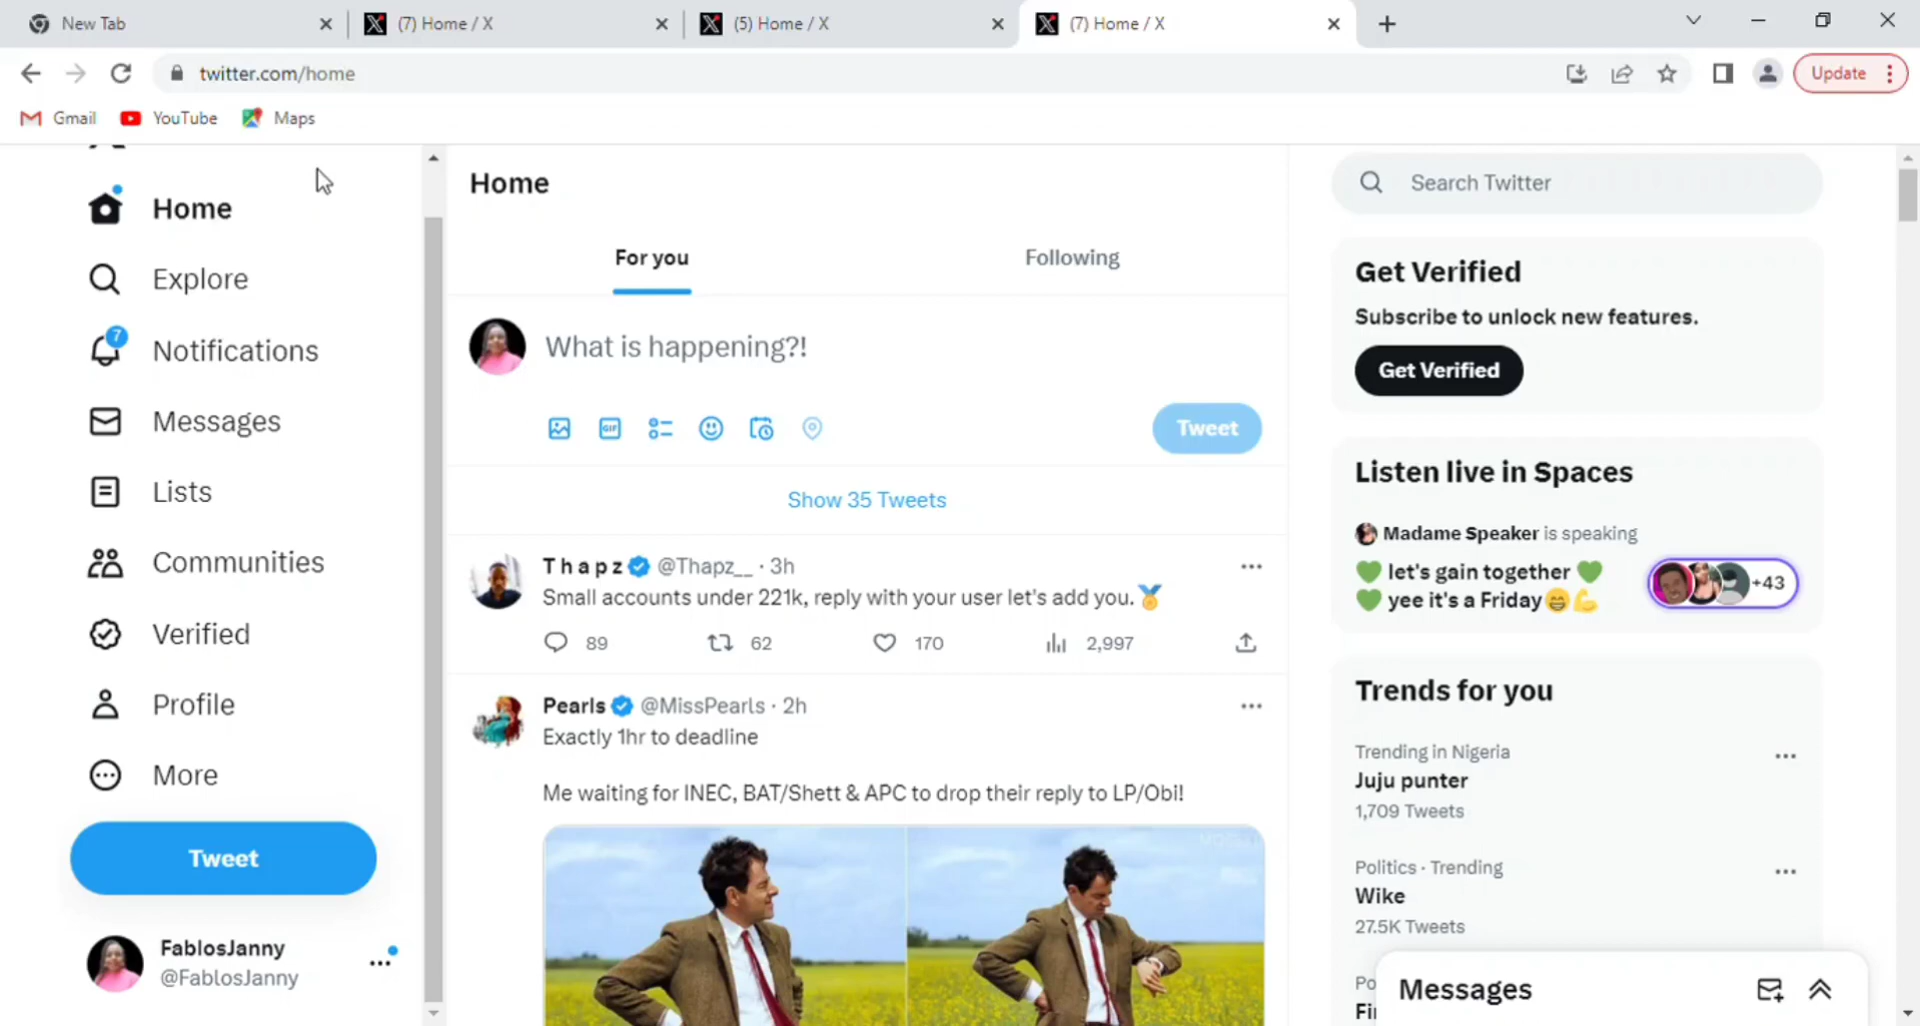 New Tab
(7) Home / X
(5) Home / X
(7) Home / X
twitter.com/home
Update
Gmail
YouTube
Maps
Home
Explore
7
Notifications
Messages
Lists
Communities
Verified
Profile
More
Tweet
FablosJanny
@FablosJanny
Home
For you
Following
What is happening?!
GIF
Tweet
Show 35 Tweets
T h a p z @Thapz__ · 3h
Small accounts under 221k, reply with your user let's add you.🏅
89 62 170 2,997
Pearls @MissPearls · 2h
Exactly 1hr to deadline
Me waiting for INEC, BAT/Shett & APC to drop their reply to LP/Obi!
Search Twitter
Get Verified
Subscribe to unlock new features.
Get Verified
Listen live in Spaces
Madame Speaker is speaking
💚 let's gain together 💚
💚 yee it's a Friday😁💪
+43
Trends for you
Trending in Nigeria
Juju punter
1,709 Tweets
Politics · Trending
Wike
27.5K Tweets
Messages